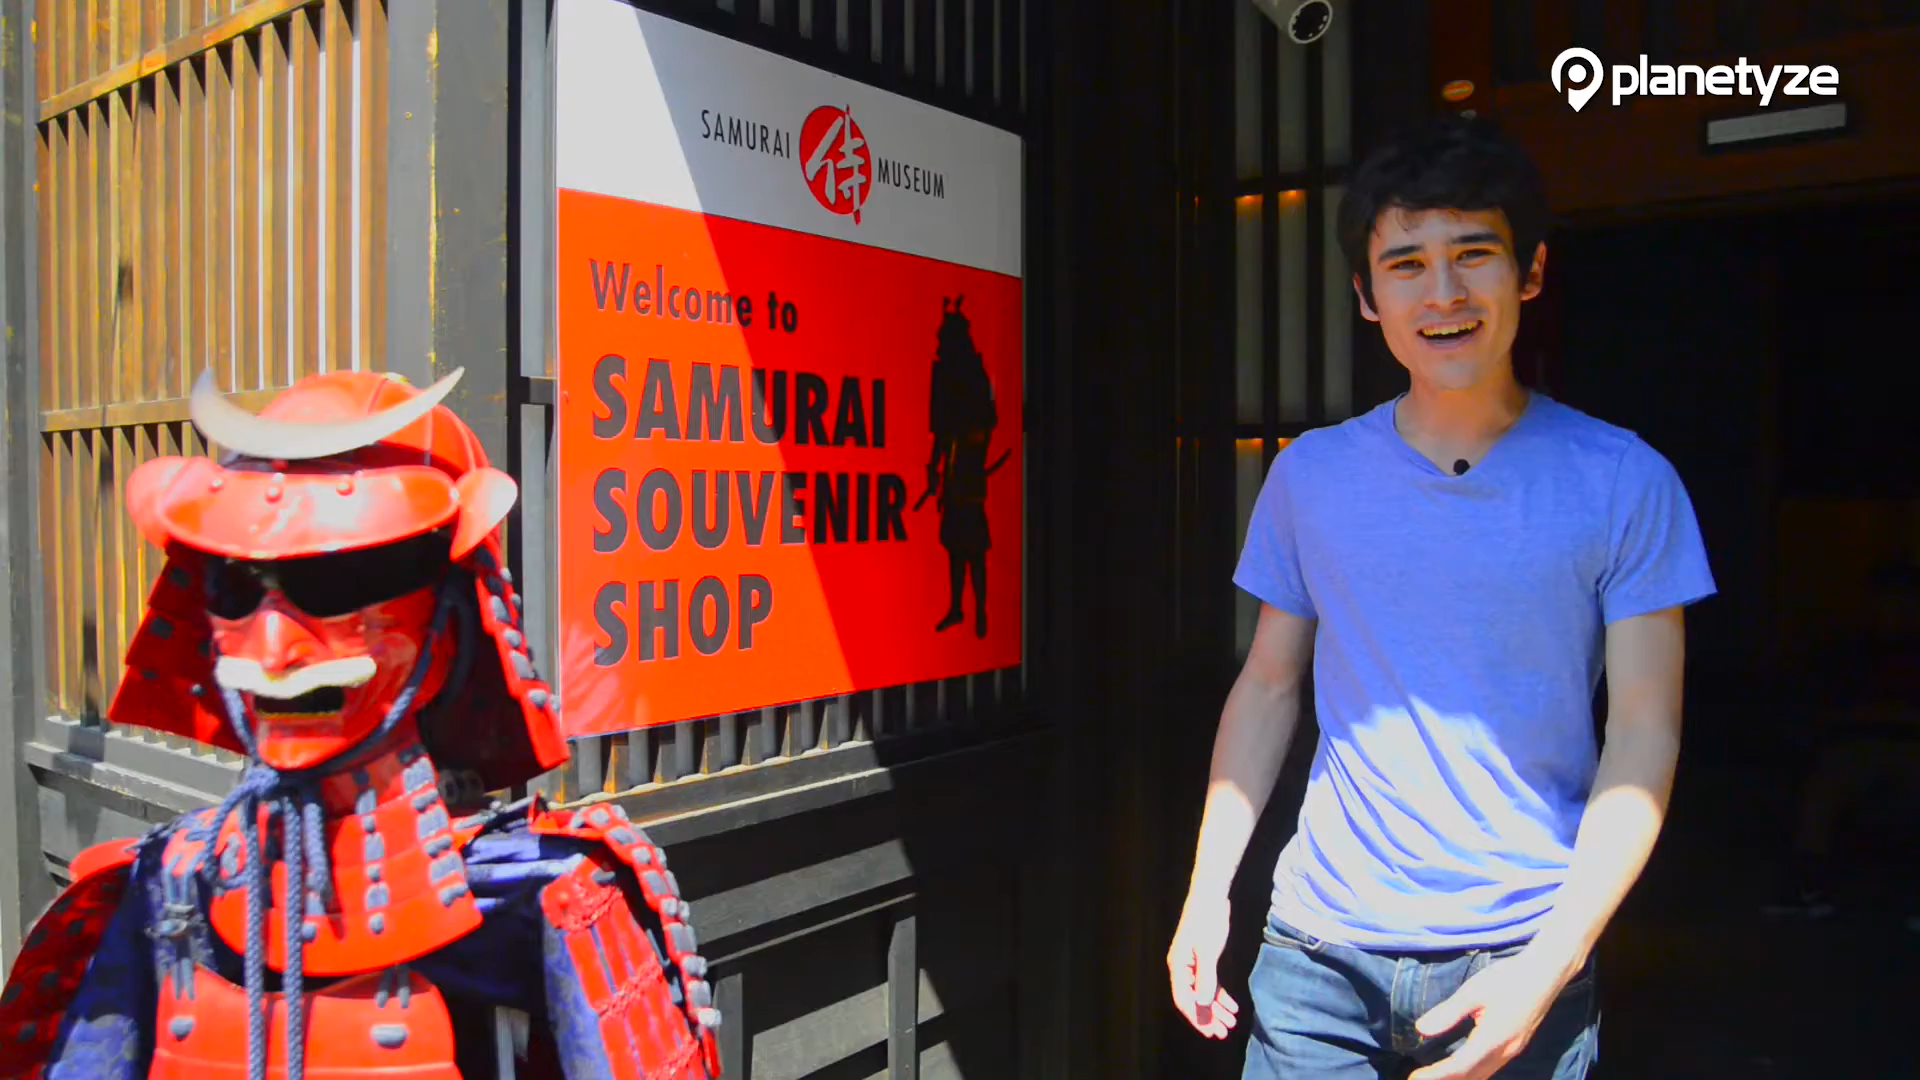 planetyze
SAMURAI 侍 MUSEUM
Welcome to
SAMURAI
SOUVENIR
SHOP